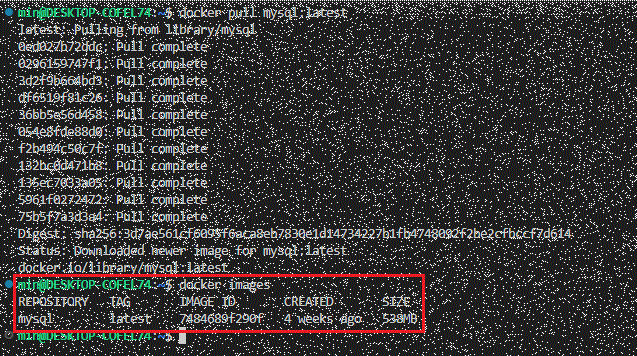 min@DESKTOP-COFEL74:~$ docker pull mysql:latest
latest: Pulling from library/mysql
0ed027b72ddc: Pull complete
0296159747f1: Pull complete
3d2f9b664bd3: Pull complete
df6519f81c26: Pull complete
36bb5e56d458: Pull complete
054e8fde88d0: Pull complete
f2b494c50c7f: Pull complete
132bc0d471b8: Pull complete
135ec7033a05: Pull complete
5961f0272472: Pull complete
75b5f7a3d3a4: Pull complete
Digest:
Status: Downloaded newer image for mysql:latest
docker.io/library/mysql:latest
min@DESKTOP-COFEL74:~$ docker images
REPOSITORY TAG IMAGE ID CREATED SIZE
mysql latest 7484689f290f 4 weeks ago 538MB
min@DESKTOP-COFEL74:~$